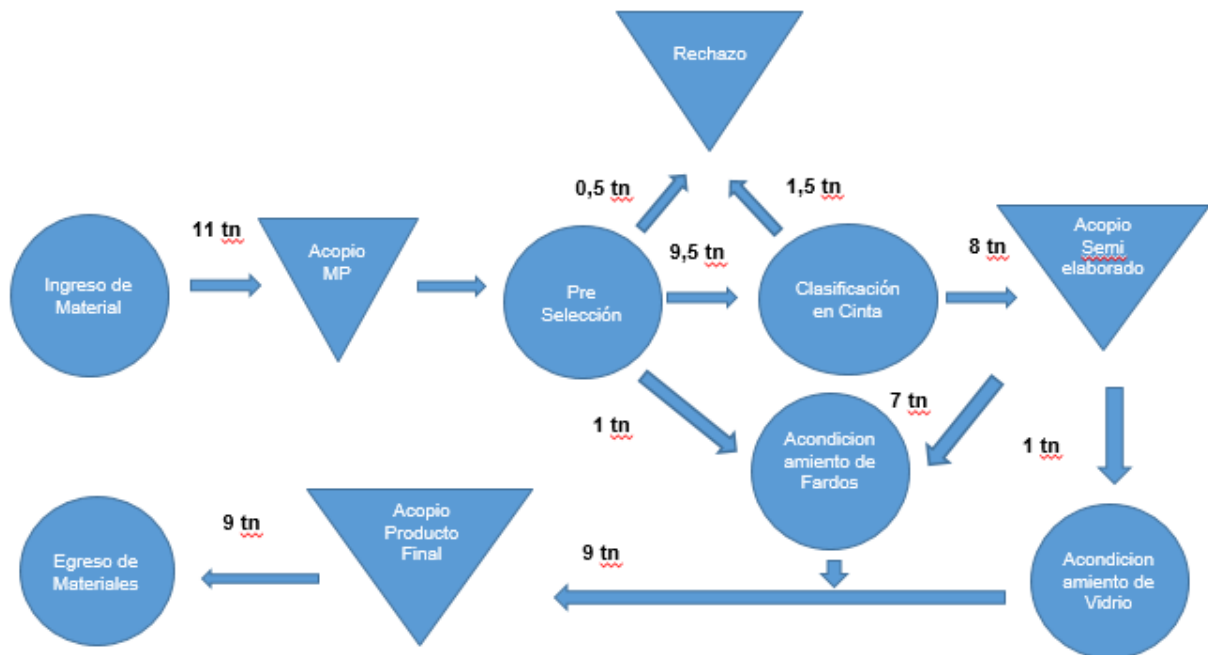 Rechazo
0,5 tn
1,5 tn
11 tn
Acopio
MP
Ingreso de
Material
Pre
Selección
9,5 tn
Clasificación
en Cinta
8 tn
Acopio
Semi
elaborado
1 tn
7 tn
Acondicion
amiento de
Fardos
1 tn
Acondicion
amiento de
Vidrio
9 tn
Acopio
Producto
Final
9 tn
Egreso de
Materiales